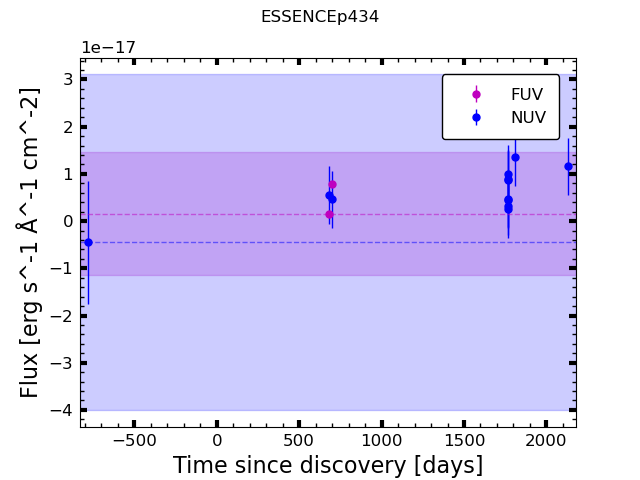 ESSENCEp434
1e−17
FUV
NUV
3
2
1
0
−1
−2
−3
−4
Flux [erg s^-1 Å^-1 cm^-2]
−500 0 500 1000 1500 2000
Time since discovery [days]